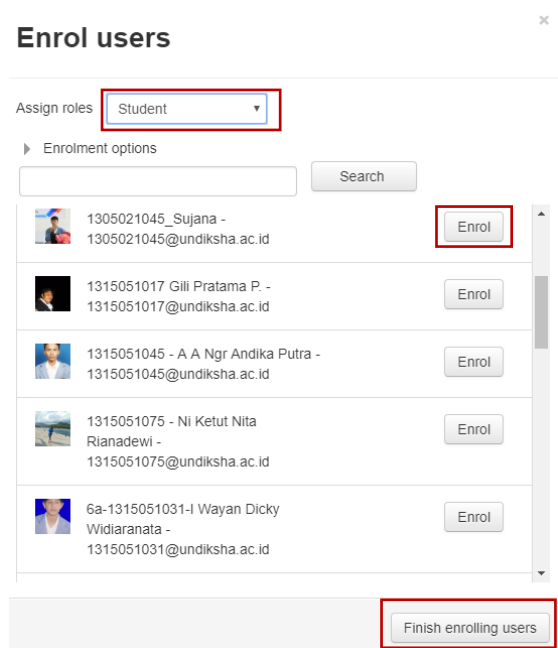 Enrol users
×
Assign roles
Student
Enrolment options
Search
1305021045_Sujana -
1305021045@undiksha.ac.id
Enrol
1315051017 Gili Pratama P. -
1315051017@undiksha.ac.id
Enrol
1315051045 - A A Ngr Andika Putra -
1315051045@undiksha.ac.id
Enrol
1315051075 - Ni Ketut Nita
Rianadewi -
1315051075@undiksha.ac.id
Enrol
6a-1315051031-I Wayan Dicky
Widiaranata -
1315051031@undiksha.ac.id
Enrol
Finish enrolling users